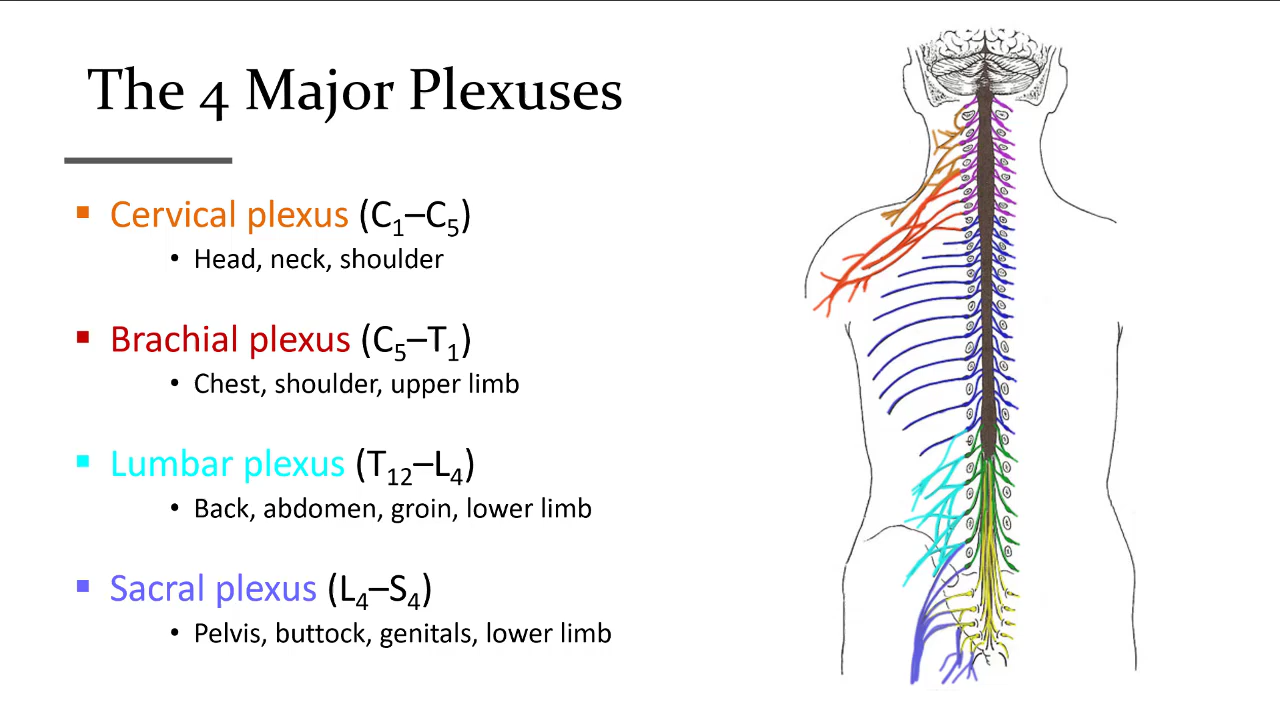 The 4 Major Plexuses
▪ Cervical plexus (C₁–C₅)
• Head, neck, shoulder
▪ Brachial plexus (C₅–T₁)
• Chest, shoulder, upper limb
▪ Lumbar plexus (T₁₂–L₄)
• Back, abdomen, groin, lower limb
▪ Sacral plexus (L₄–S₄)
• Pelvis, buttock, genitals, lower limb